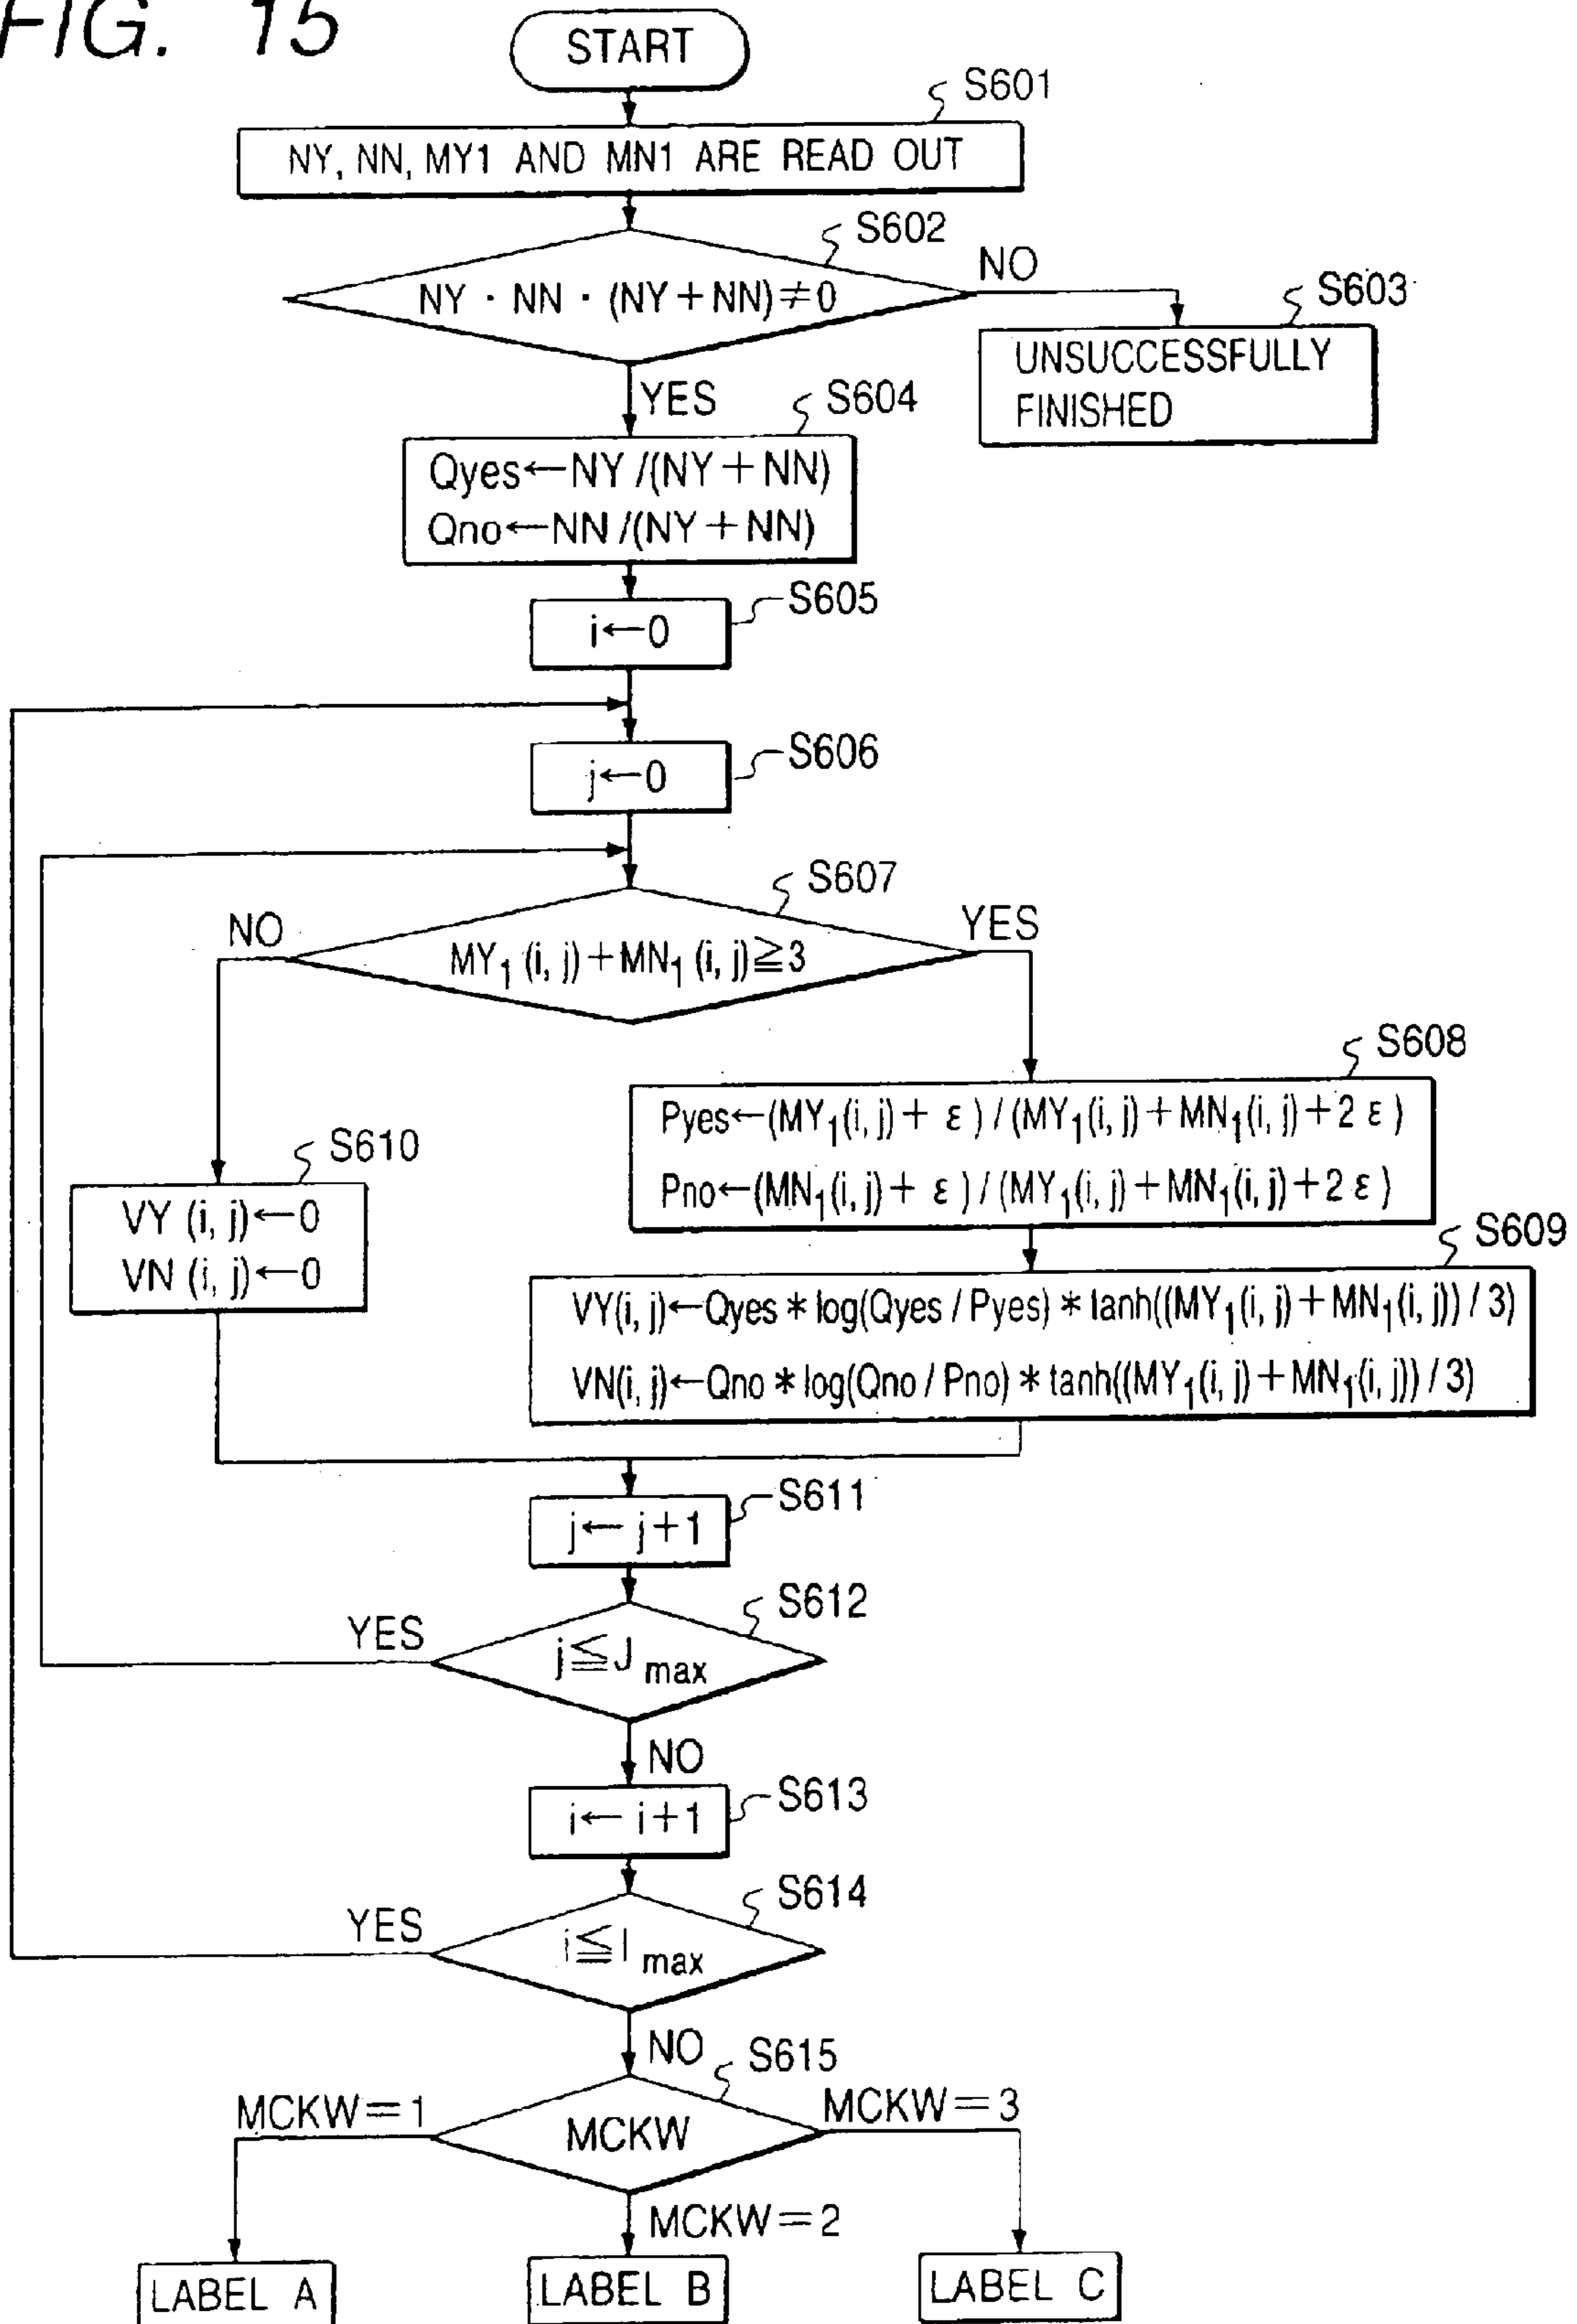 FIG. 15
START
S601
NY, NN, MY1 AND MN1 ARE READ OUT
S602
NY · NN · (NY+NN)≠0
NO
S603
UNSUCCESSFULLY
FINISHED
YES
S604
Qyes←NY/(NY+NN)
Qno←NN/(NY+NN)
S605
i←0
S606
j←0
S607
NO
YES
MY₁(i, j)+MN₁(i, j)≧3
S608
Pyes←(MY₁(i, j)+ ε)/(MY₁(i, j)+MN₁(i, j)+2 ε)
Pno←(MN₁(i, j)+ ε)/(MY₁(i, j)+MN₁(i, j)+2 ε)
S610
VY (i, j)←0
VN (i, j)←0
S609
VY(i, j)←Qyes * log(Qyes / Pyes) * tanh((MY₁(i, j)+MN₁(i, j)) / 3)
VN(i, j)←Qno * log(Qno / Pno) * tanh((MY₁(i, j)+MN₁(i, j)) / 3)
S611
j← j+1
S612
YES
j≦J max
NO
S613
i← i+1
S614
YES
i≦I max
NO
S615
MCKW=1
MCKW
MCKW=3
MCKW=2
LABEL A
LABEL B
LABEL C